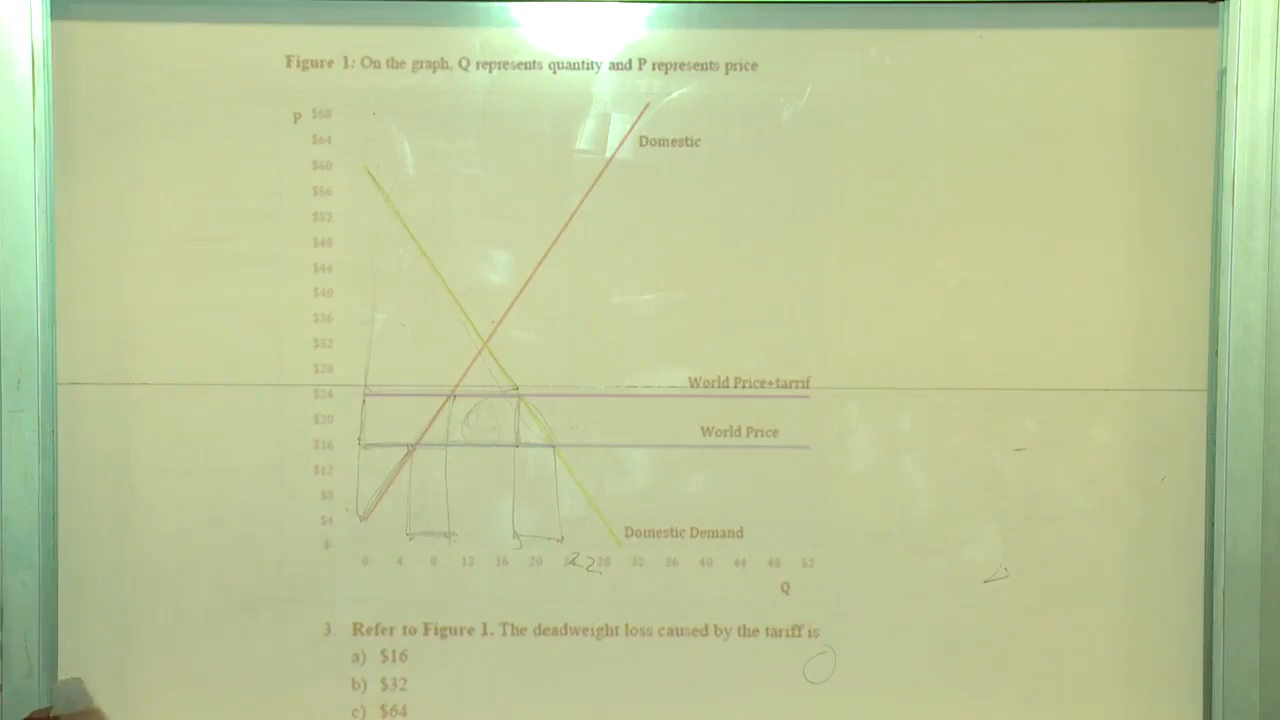 Figure 1: On the graph, Q represents quantity and P represents price
P
$68
$64
Domestic
$60
$56
$52
$48
$44
$40
$36
$32
$28
World Price+tarrif
$24
$20
World Price
$16
$12
$8
$4
Domestic Demand
$-
0 4 8 12 16 20 22 28 32 36 40 44 48 52
Q
3. Refer to Figure 1. The deadweight loss caused by the tariff is
a) $16
b) $32
c) $64